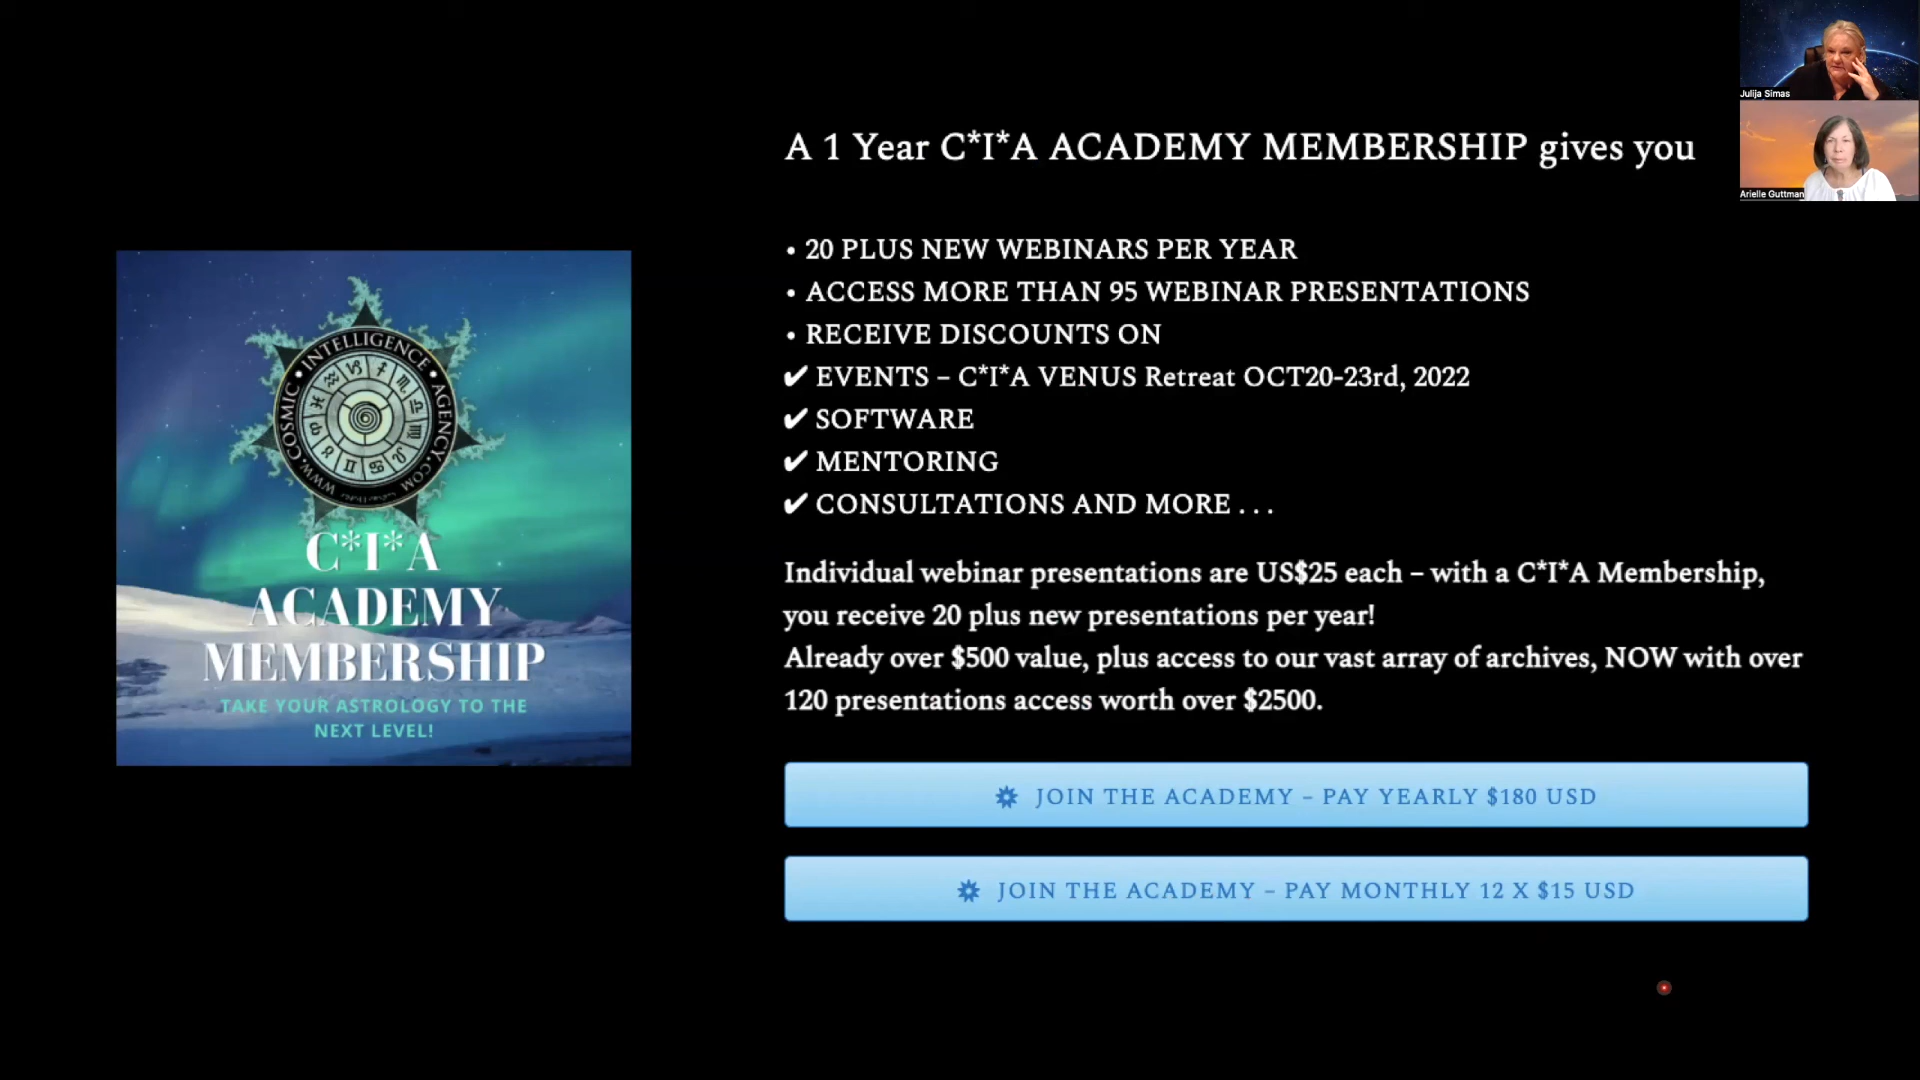 Julija Simas
Arielle Guttman
A 1 Year C*I*A ACADEMY MEMBERSHIP gives you
• 20 PLUS NEW WEBINARS PER YEAR
• ACCESS MORE THAN 95 WEBINAR PRESENTATIONS
• RECEIVE DISCOUNTS ON
✔ EVENTS – C*I*A VENUS Retreat OCT20-23rd, 2022
✔ SOFTWARE
✔ MENTORING
✔ CONSULTATIONS AND MORE . . .
Individual webinar presentations are US$25 each – with a C*I*A Membership,
you receive 20 plus new presentations per year!
Already over $500 value, plus access to our vast array of archives, NOW with over
120 presentations access worth over $2500.
JOIN THE ACADEMY – PAY YEARLY $180 USD
JOIN THE ACADEMY – PAY MONTHLY 12 X $15 USD
WWW.COSMIC • INTELLIGENCE • AGENCY.COM
C*I*A
ACADEMY
MEMBERSHIP
TAKE YOUR ASTROLOGY TO THE
NEXT LEVEL!